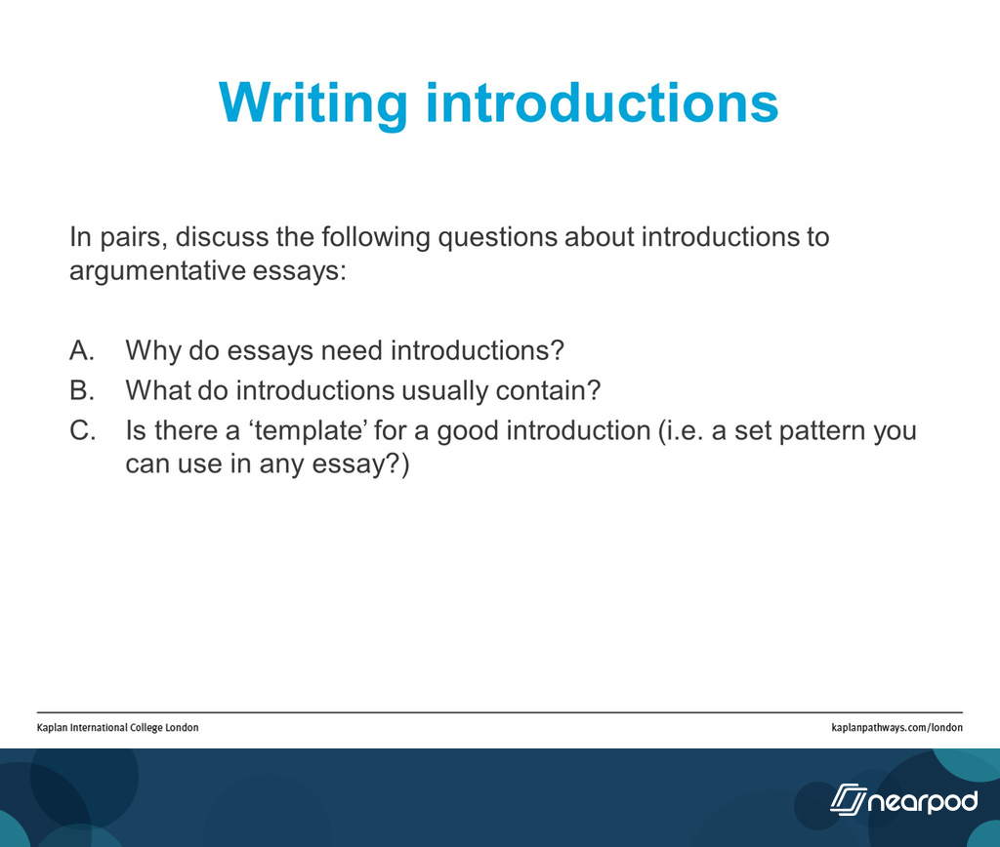 Writing introductions
In pairs, discuss the following questions about introductions to
argumentative essays:
A. Why do essays need introductions?
B. What do introductions usually contain?
C. Is there a ‘template’ for a good introduction (i.e. a set pattern you
can use in any essay?)
Kaplan International College London
kaplanpathways.com/london
nearpod